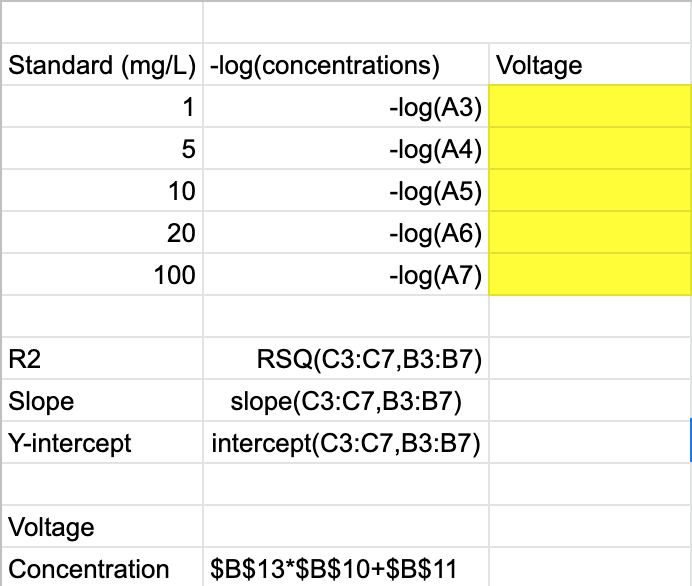 Standard (mg/L) -log(concentrations) Voltage
1 -log(A3)
5 -log(A4)
10 -log(A5)
20 -log(A6)
100 -log(A7)
R2 RSQ(C3:C7,B3:B7)
Slope slope(C3:C7,B3:B7)
Y-intercept intercept(C3:C7,B3:B7)
Voltage
Concentration $B$13*$B$10+$B$11